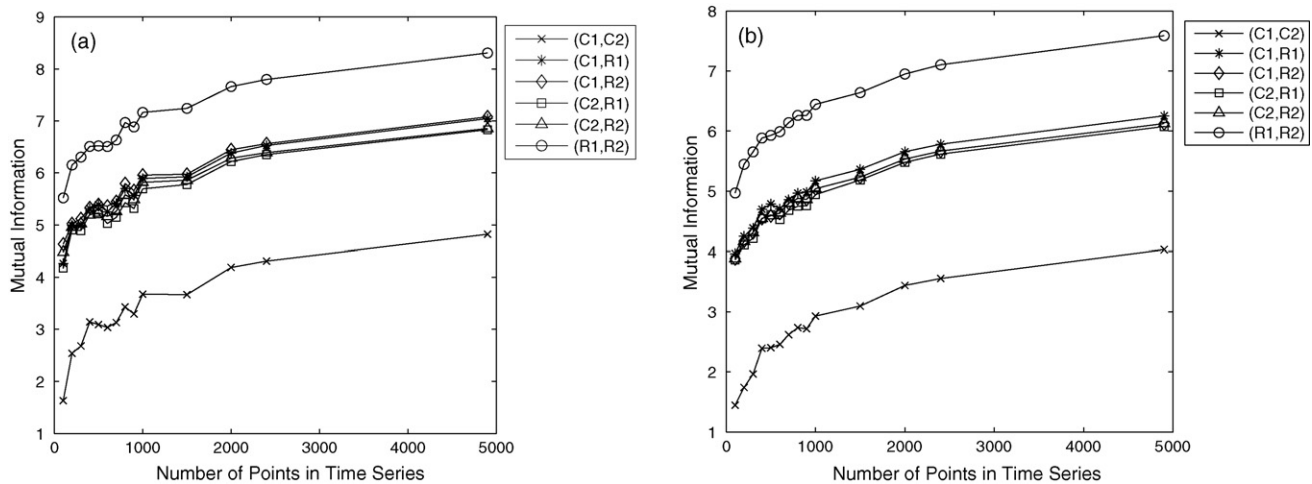 (a)
9
8
7
6
5
4
3
2
1
0 1000 2000 3000 4000 5000
Mutual Information
Number of Points in Time Series
(C1,C2)
(C1,R1)
(C1,R2)
(C2,R1)
(C2,R2)
(R1,R2)
(b)
8
7
6
5
4
3
2
1
0 1000 2000 3000 4000 5000
Mutual Information
Number of Points in Time Series
(C1,C2)
(C1,R1)
(C1,R2)
(C2,R1)
(C2,R2)
(R1,R2)